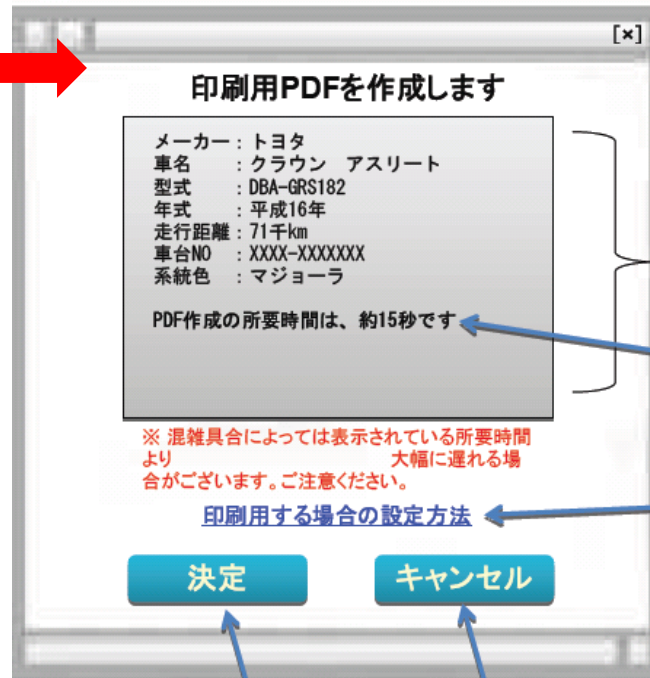 [×]
印刷用PDFを作成します
メーカー：トヨタ
車名　　：クラウン　アスリート
型式　　：DBA-GRS182
年式　　：平成16年
走行距離：71千km
車台NO　：XXXX-XXXXXXX
系統色　：マジョーラ
PDF作成の所要時間は、約15秒です
※ 混雑具合によっては表示されている所要時間
より　　　　　　　　　　　　大幅に遅れる場
合がございます。ご注意ください。
印刷用する場合の設定方法
決定　　　キャンセル